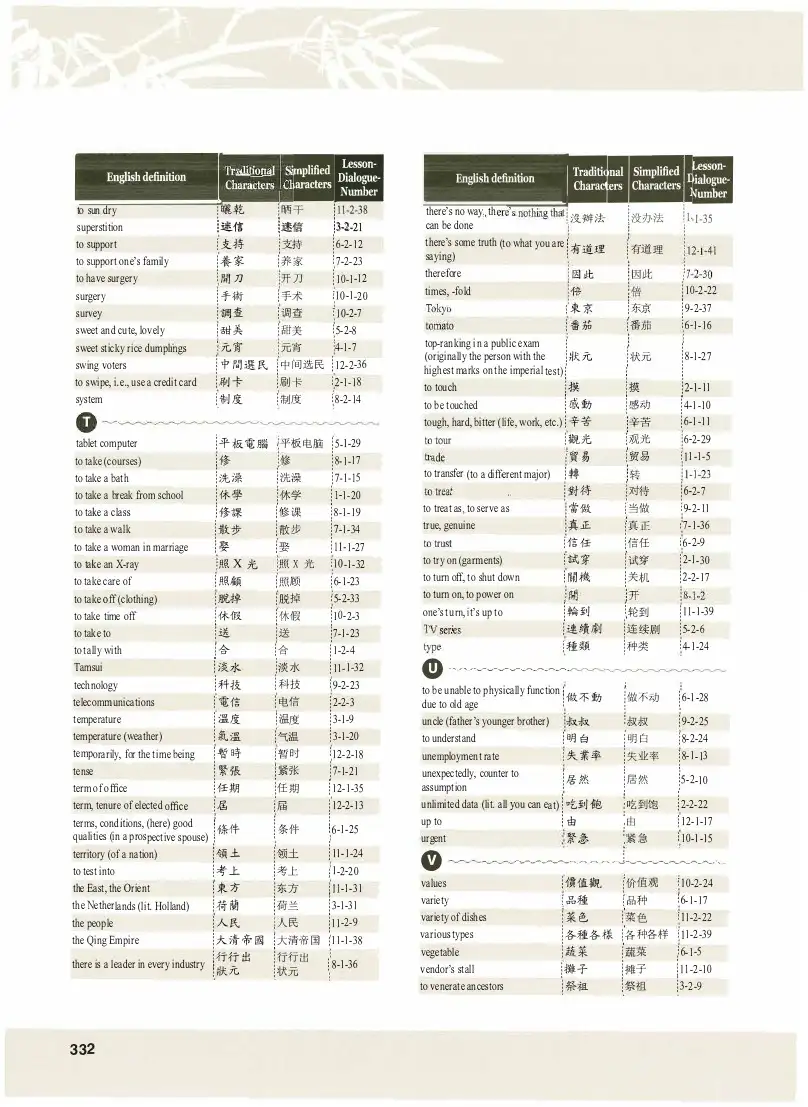 English definition Traditional Characters Simplified Characters Lesson-Dialogue-Number
to sun dry 曬乾 晒干 11-2-38
superstition 迷信 迷信 3-2-21
to support 支持 支持 6-2-12
to support one's family 養家 养家 7-2-23
to have surgery 開刀 开刀 10-1-12
surgery 手術 手术 10-1-20
survey 調查 调查 10-2-7
sweet and cute, lovely 甜美 甜美 5-2-8
sweet sticky rice dumplings 元宵 元宵 4-1-7
swing voters 中間選民 中间选民 12-2-36
to swipe, i.e., use a credit card 刷卡 刷卡 2-1-18
system 制度 制度 8-2-14
T
tablet computer 平板電腦 平板电脑 5-1-29
to take (courses) 修 修 8-1-17
to take a bath 洗澡 洗澡 7-1-15
to take a break from school 休學 休学 1-1-20
to take a class 修課 修课 8-1-19
to take a walk 散步 散步 7-1-34
to take a woman in marriage 娶 娶 11-1-27
to take an X-ray 照 X 光 照 X 光 10-1-32
to take care of 照顧 照顾 6-1-23
to take off (clothing) 脫掉 脱掉 5-2-33
to take time off 休假 休假 10-2-3
to take to 送 送 7-1-23
to tally with 合 合 1-2-4
Tamsui 淡水 淡水 11-1-32
technology 科技 科技 9-2-23
telecommunications 電信 电信 2-2-3
temperature 溫度 温度 3-1-9
temperature (weather) 氣溫 气温 3-1-20
temporarily, for the time being 暫時 暂时 12-2-18
tense 緊張 紧张 7-1-21
term of office 任期 任期 12-1-35
term, tenure of elected office 屆 届 12-2-13
terms, conditions, (here) good
qualities (in a prospective spouse) 條件 条件 6-1-25
territory (of a nation) 領土 领土 11-1-24
to test into 考上 考上 1-2-20
the East, the Orient 東方 东方 11-1-31
the Netherlands (lit. Holland) 荷蘭 荷兰 3-1-31
the people 人民 人民 11-2-9
the Qing Empire 大清帝國 大清帝国 11-1-38
there is a leader in every industry 行行出狀元 行行出状元 8-1-36
English definition Traditional Characters Simplified Characters Lesson-Dialogue-Number
there's no way, there's nothing that
can be done 沒辦法 没办法 1-1-35
there's some truth (to what you are
saying) 有道理 有道理 12-1-41
therefore 因此 因此 7-2-30
times, -fold 倍 倍 10-2-22
Tokyo 東京 东京 9-2-37
tomato 番茄 番茄 6-1-16
top-ranking in a public exam
(originally the person with the
highest marks on the imperial test) 狀元 状元 8-1-27
to touch 摸 摸 2-1-11
to be touched 感動 感动 4-1-10
tough, hard, bitter (life, work, etc.) 辛苦 辛苦 6-1-11
to tour 觀光 观光 6-2-29
trade 貿易 贸易 11-1-5
to transfer (to a different major) 轉 转 1-1-23
to treat 對待 对待 6-2-7
to treat as, to serve as 當做 当做 9-2-11
true, genuine 真正 真正 7-1-36
to trust 信任 信任 6-2-9
to try on (garments) 試穿 试穿 2-1-30
to turn off, to shut down 關機 关机 2-2-17
to turn on, to power on 開 开 8-1-2
one's turn, it's up to 輪到 轮到 11-1-39
TV series 連續劇 连续剧 5-2-6
type 種類 种类 4-1-24
U
to be unable to physically function
due to old age 做不動 做不动 6-1-28
uncle (father's younger brother) 叔叔 叔叔 9-2-25
to understand 明白 明白 8-2-24
unemployment rate 失業率 失业率 8-1-13
unexpectedly, counter to
assumption 居然 居然 5-2-10
unlimited data (lit. all you can eat) 吃到飽 吃到饱 2-2-22
up to 由 由 12-1-17
urgent 緊急 紧急 10-1-15
V
values 價值觀 价值观 10-2-24
variety 品種 品种 6-1-17
variety of dishes 菜色 菜色 11-2-22
various types 各種各樣 各种各样 11-2-39
vegetable 蔬菜 蔬菜 6-1-5
vendor's stall 攤子 摊子 11-2-10
to venerate ancestors 祭祖 祭祖 3-2-9
332